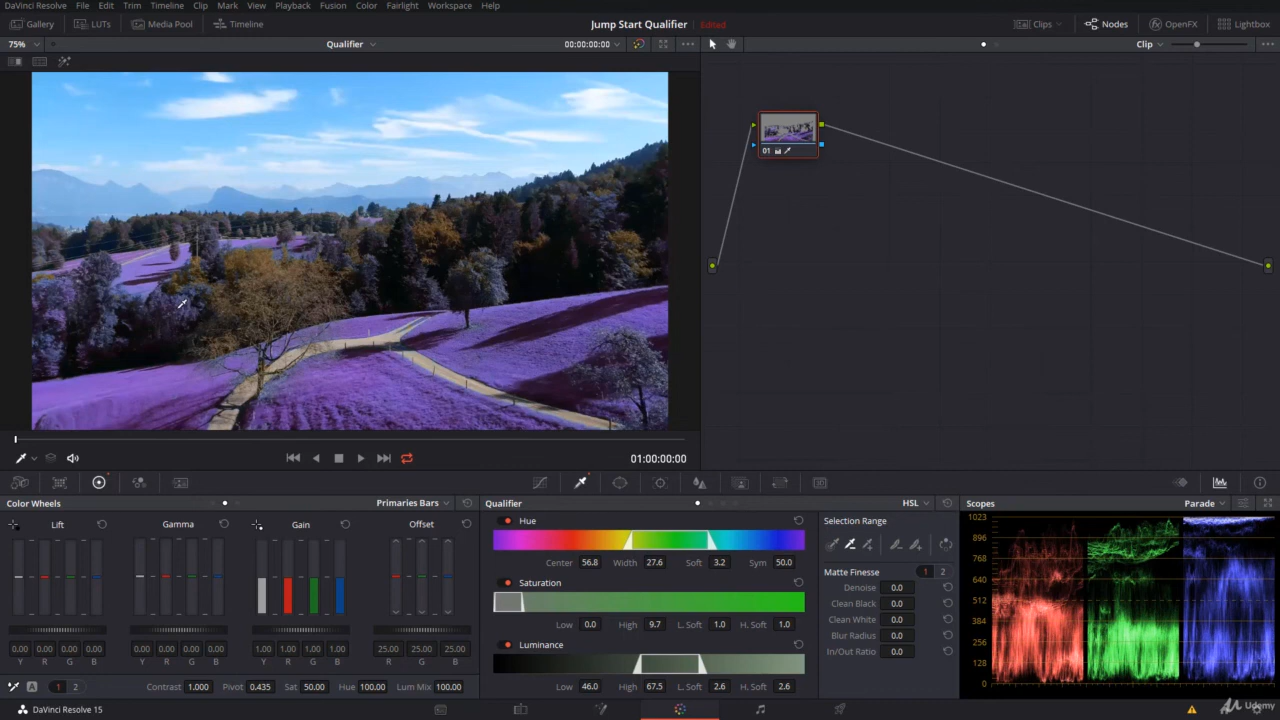 DaVinci Resolve File Edit Trim Timeline Clip Mark View Playback Fusion Color Fairlight Workspace Help
Gallery LUTs Media Pool Timeline Jump Start Qualifier Edited Clips Nodes OpenFX Lightbox
75% Qualifier 00:00:00:00 Clip
01
01:00:00:00
Color Wheels Primaries Bars Qualifier HSL Scopes Parade
Lift Gamma Gain Offset
Hue
Center 56.8 Width 27.6 Soft 3.2 Sym 50.0
Saturation
Low 0.0 High 9.7 L. Soft 1.0 H. Soft 1.0
Luminance
Low 46.0 High 67.5 L. Soft 2.6 H. Soft 2.6
0.00 0.00 0.00 0.00 0.00 0.00 0.00 0.00 1.00 1.00 1.00 1.00 25.00 25.00 25.00
Y R G B Y R G B Y R G B R G B
A 1 2 Contrast 1.000 Pivot 0.435 Sat 50.00 Hue 100.00 Lum Mix 100.00
Selection Range
Matte Finesse 1 2
Denoise 0.0
Clean Black 0.0
Clean White 0.0
Blur Radius 0.0
In/Out Ratio 0.0
1023
896
768
640
512
384
256
128
0
DaVinci Resolve 15
Udemy